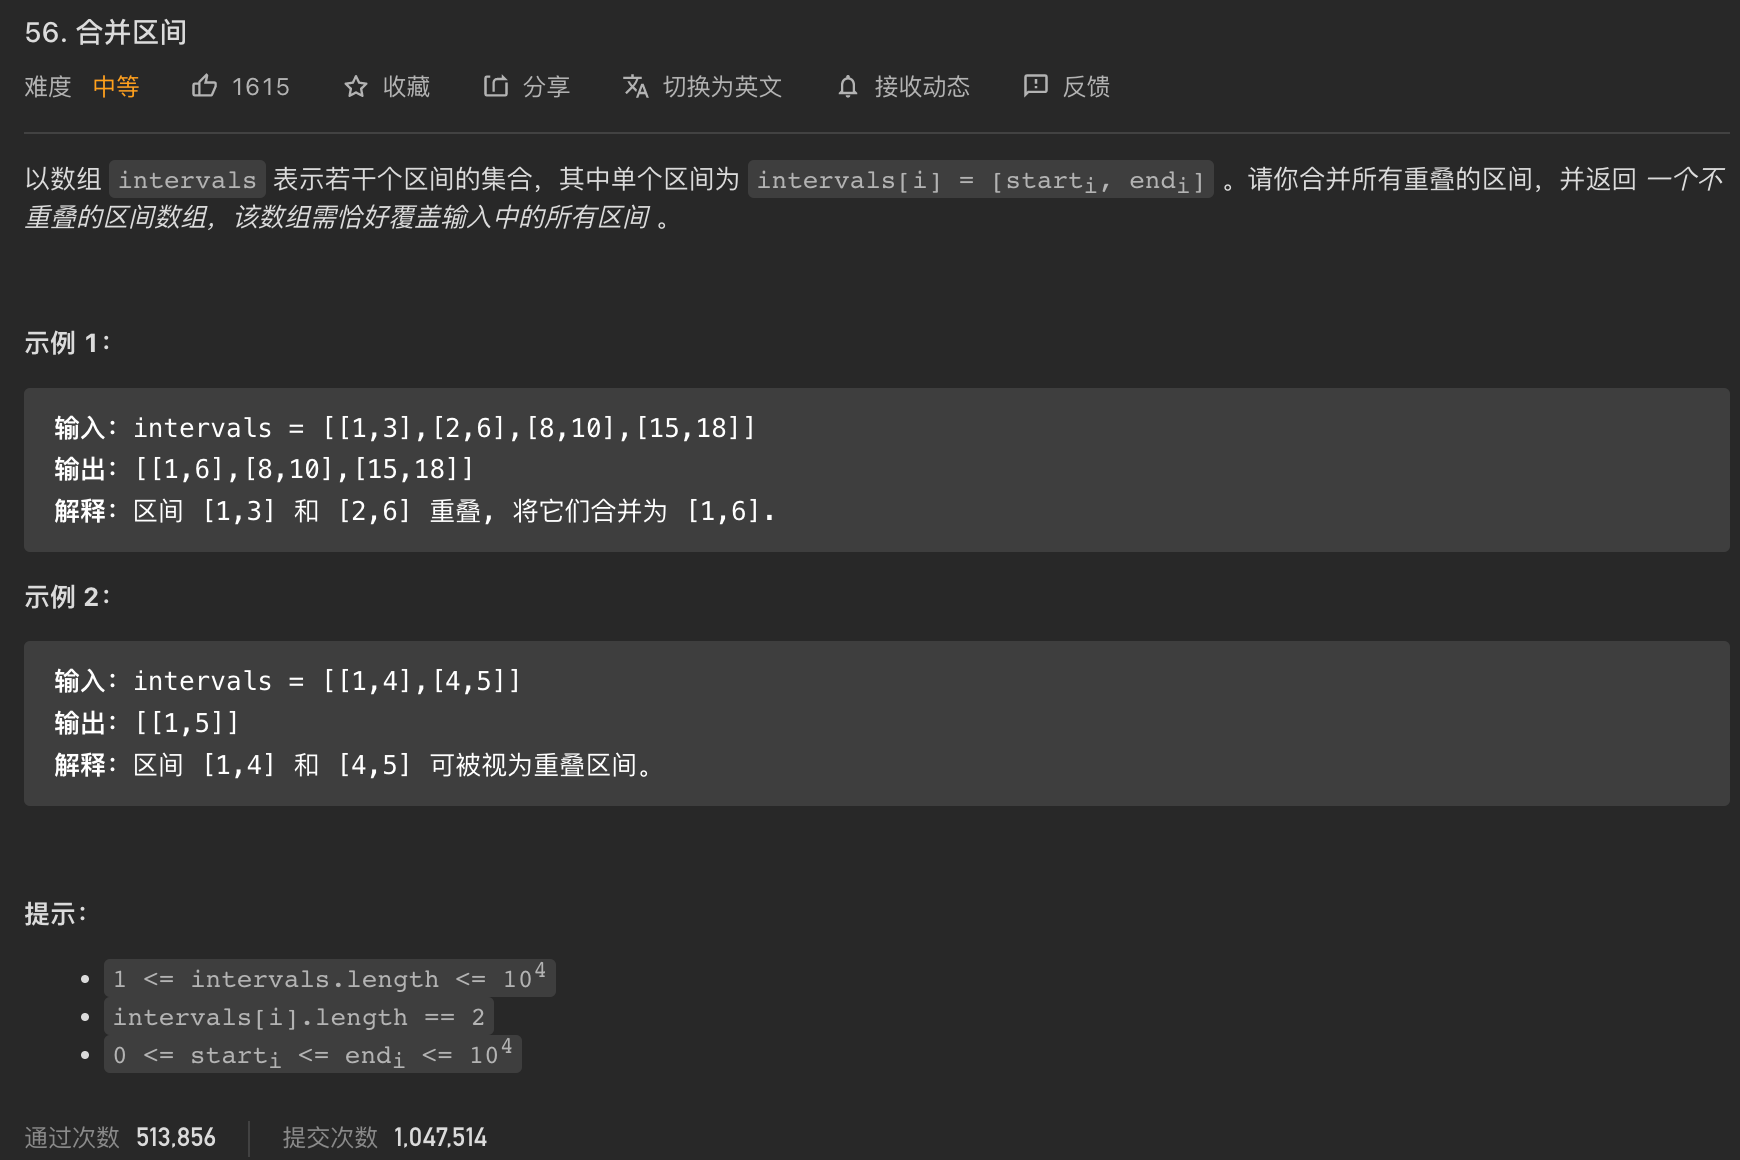 56. 合并区间
难度 中等 1615 收藏 分享 切换为英文 接收动态 反馈
以数组 intervals 表示若干个区间的集合，其中单个区间为 intervals[i] = [starti, endi] 。请你合并所有重叠的区间，并返回 一个不
重叠的区间数组，该数组需恰好覆盖输入中的所有区间 。
示例 1：
输入：intervals = [[1,3],[2,6],[8,10],[15,18]]
输出：[[1,6],[8,10],[15,18]]
解释：区间 [1,3] 和 [2,6] 重叠, 将它们合并为 [1,6].
示例 2：
输入：intervals = [[1,4],[4,5]]
输出：[[1,5]]
解释：区间 [1,4] 和 [4,5] 可被视为重叠区间。
提示：
1 <= intervals.length <= 10⁴
intervals[i].length == 2
0 <= starti <= endi <= 10⁴
通过次数 513,856 提交次数 1,047,514